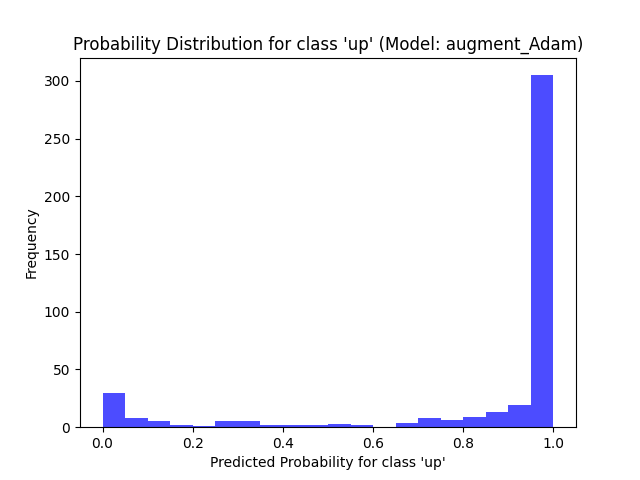 Probability Distribution for class 'up' (Model: augment_Adam)
300
250
200
150
100
50
0
Frequency
0.0 0.2 0.4 0.6 0.8 1.0
Predicted Probability for class 'up'